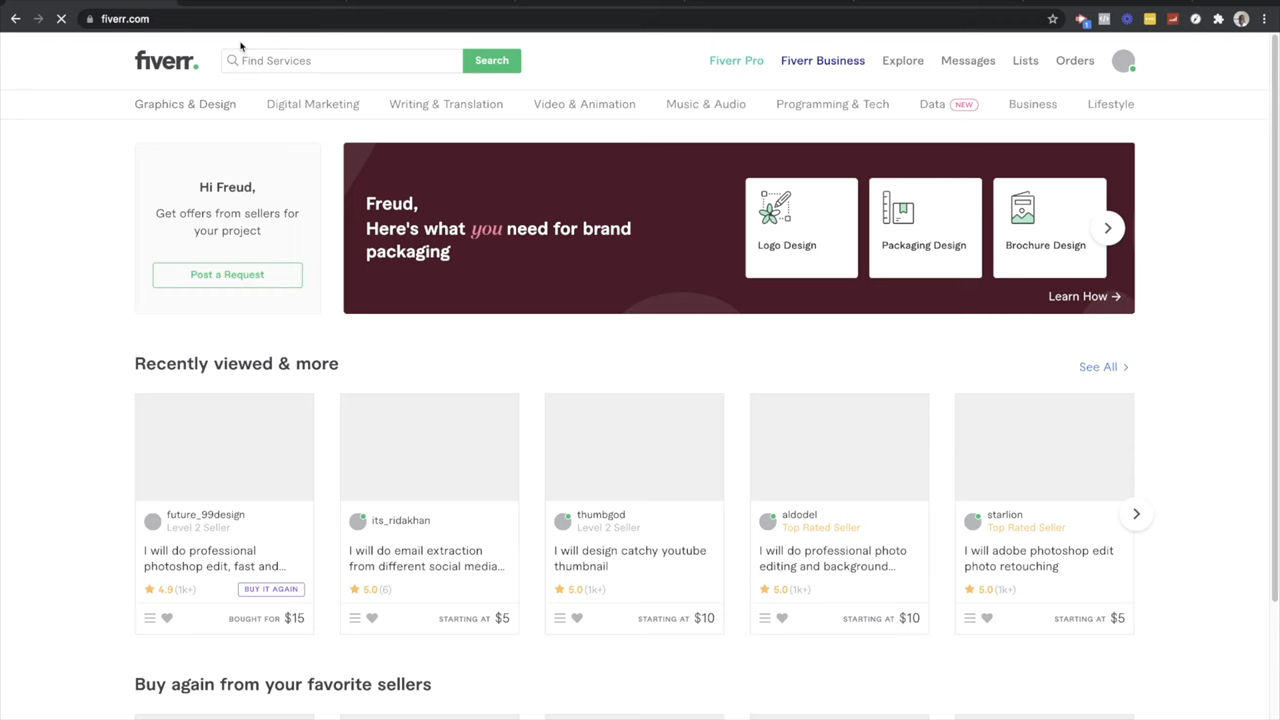 fiverr.com
1
fiverr.
Find Services
Search
Fiverr Pro
Fiverr Business
Explore
Messages
Lists
Orders
Graphics & Design
Digital Marketing
Writing & Translation
Video & Animation
Music & Audio
Programming & Tech
Data NEW
Business
Lifestyle
Hi Freud,
Get offers from sellers for
your project
Post a Request
Freud,
Here's what you need for brand
packaging
Logo Design
Packaging Design
Brochure Design
Learn How →
Recently viewed & more
See All
future_99design
Level 2 Seller
I will do professional
photoshop edit, fast and...
4.9 (1k+)
BUY IT AGAIN
BOUGHT FOR $15
its_ridakhan
I will do email extraction
from different social media...
5.0 (6)
STARTING AT $5
thumbgod
Level 2 Seller
I will design catchy youtube
thumbnail
5.0 (1k+)
STARTING AT $10
aldodel
Top Rated Seller
I will do professional photo
editing and background...
5.0 (1k+)
STARTING AT $10
starlion
Top Rated Seller
I will adobe photoshop edit
photo retouching
5.0 (1k+)
STARTING AT $5
Buy again from your favorite sellers